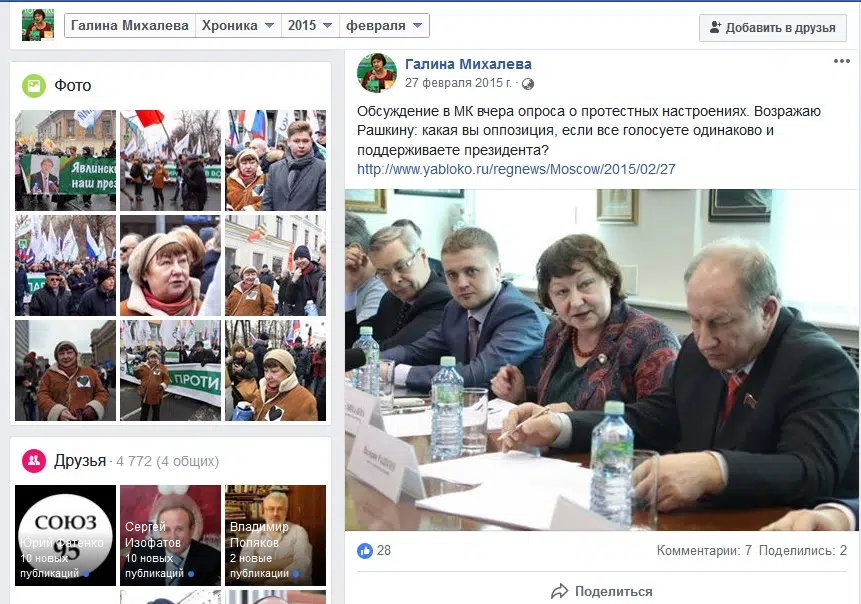 Галина Михалева
Хроника
2015
февраля
Добавить в друзья
Фото
Явлинск
наш през
ПРОТИ
Друзья · 4 772 (4 общих)
СОЮЗ
95
Юрий Фатенко
10 новых
публикаций
Сергей
Изофатов
10 новых
публикаций
Владимир
Поляков
2 новые
публикации
Галина Михалева
27 февраля 2015 г. ·
Обсуждение в МК вчера опроса о протестных настроениях. Возражаю
Рашкину: какая вы оппозиция, если все голосуете одинаково и
поддерживаете президента?
http://www.yabloko.ru/regnews/Moscow/2015/02/27
28
Комментарии: 7 Поделились: 2
Поделиться